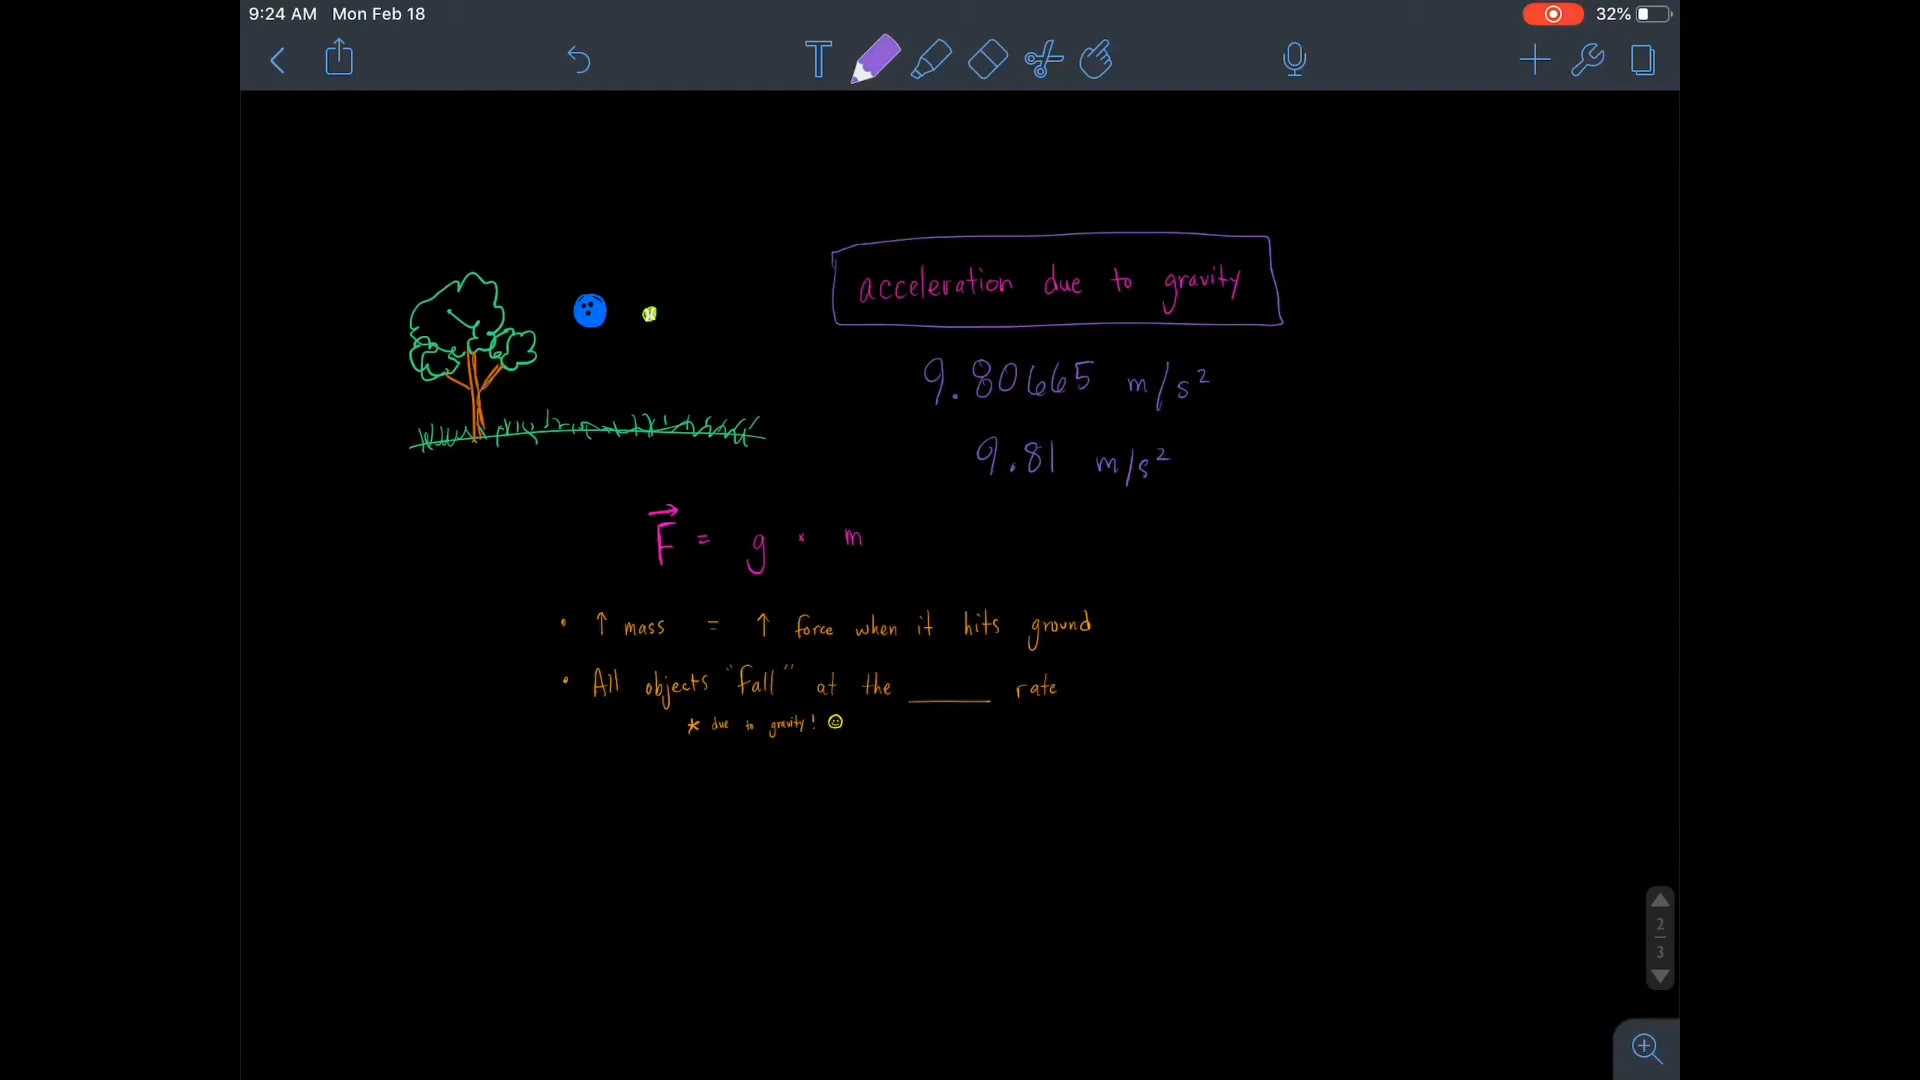 9:24 AM Mon Feb 18
32%
T
acceleration due to gravity
9.80665 m/s²
9.81 m/s²
F = g · m
• ↑ mass = ↑ force when it hits ground
• All objects "fall" at the ______ rate
* due to gravity! ☺
2
3